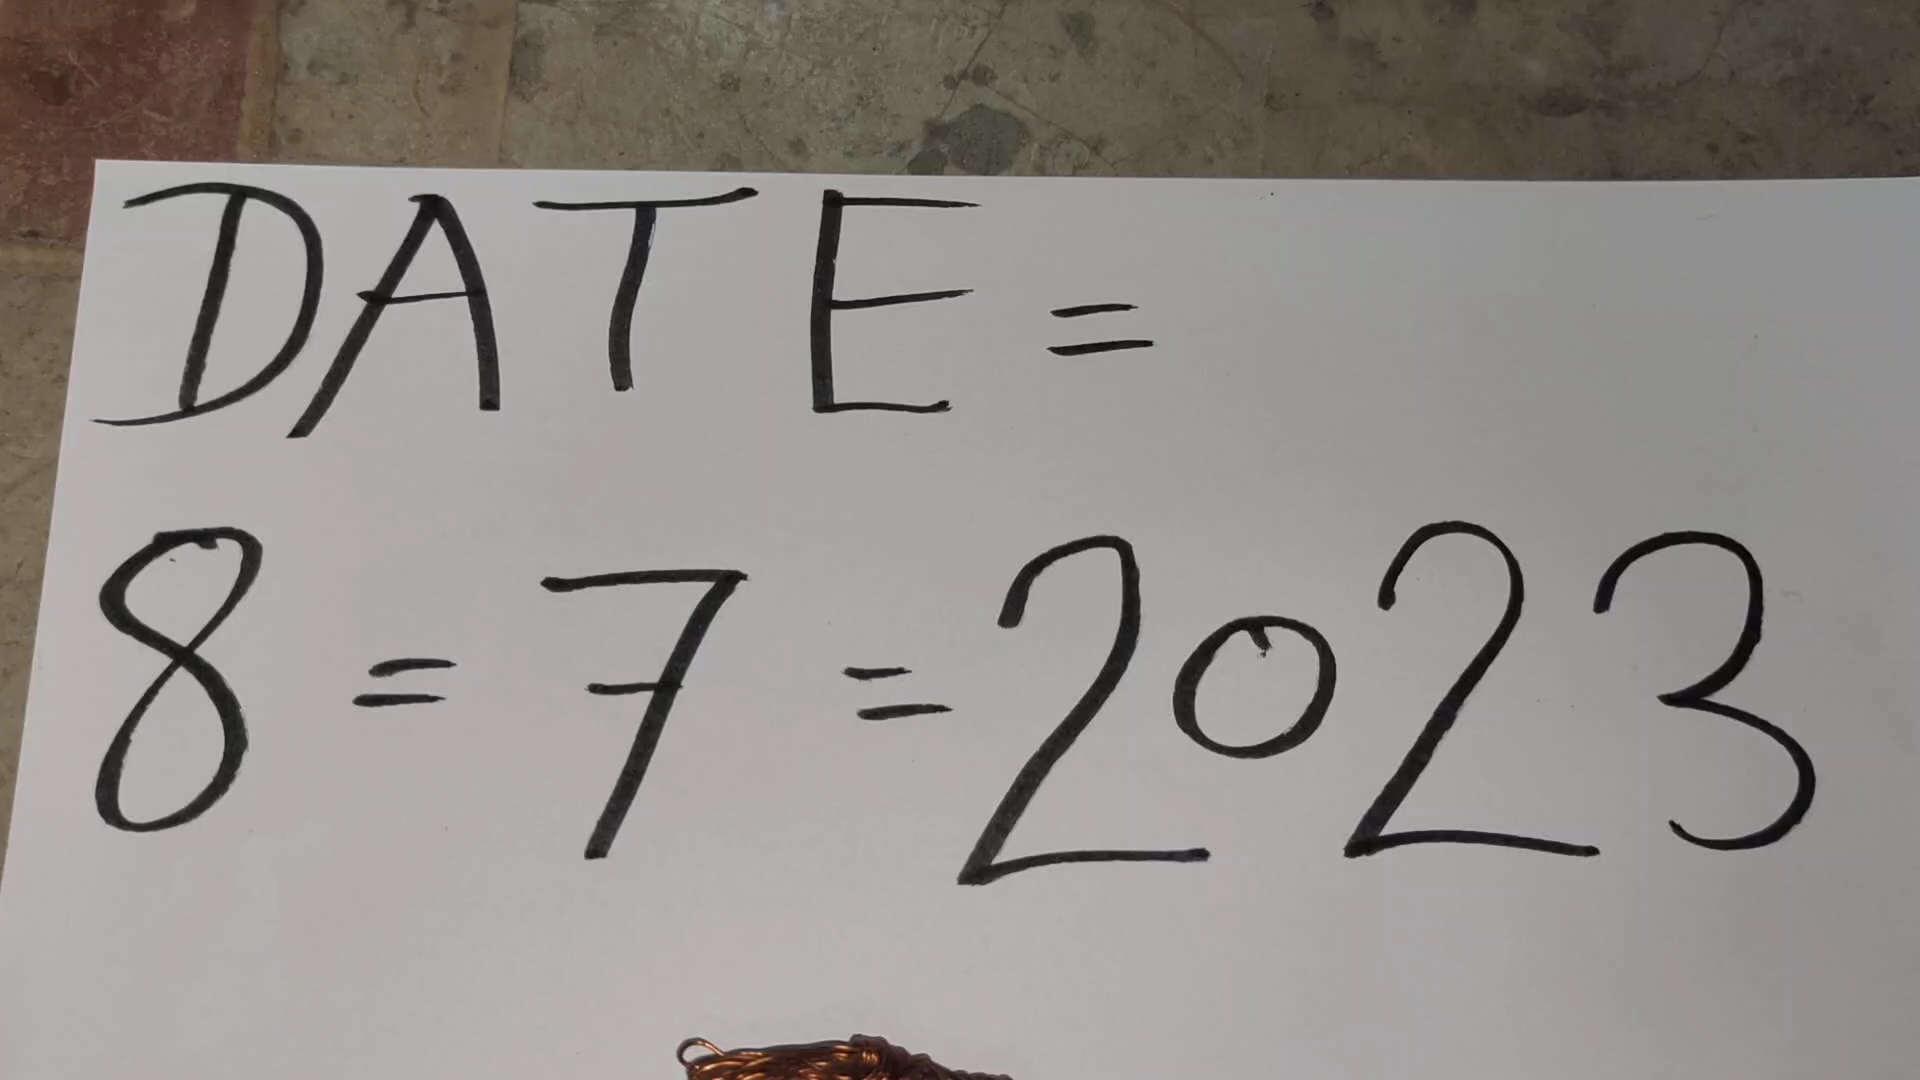 DATE =
8 = 7 = 2023